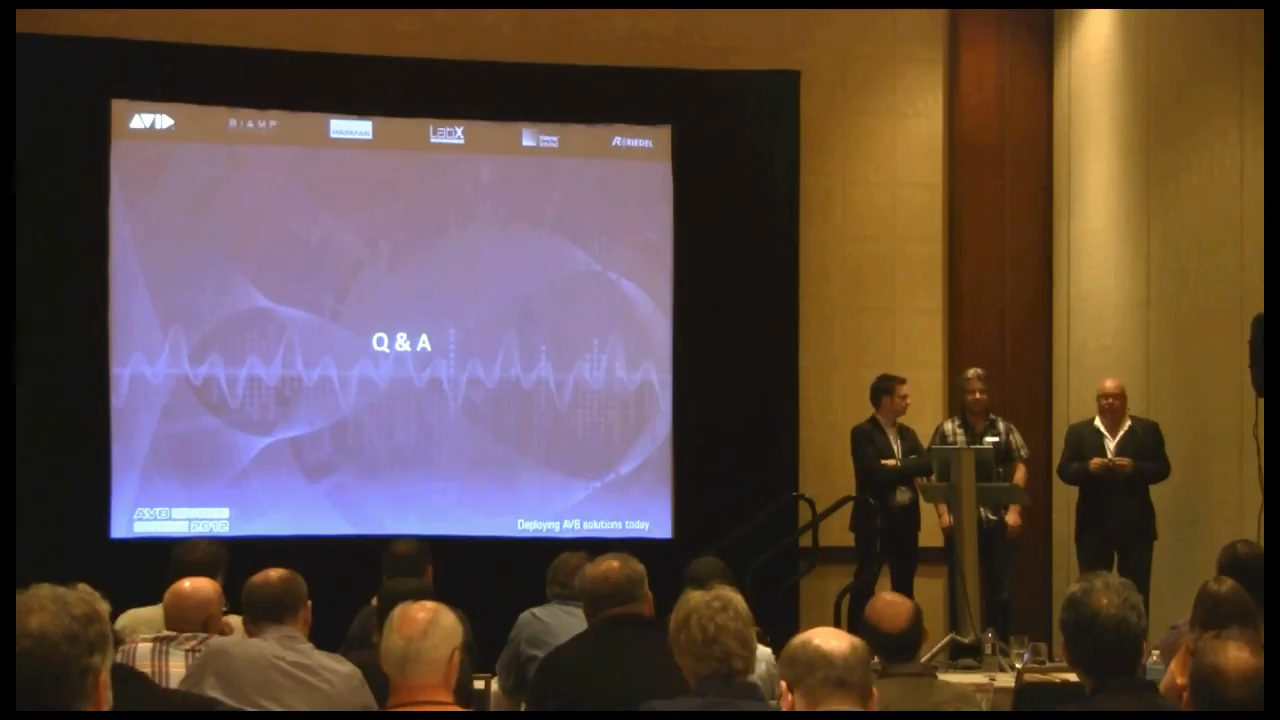 AVID
BIAMP
HARMAN
LabX
RIEDEL
Q & A
AVB
2012
Deploying AVB solutions today